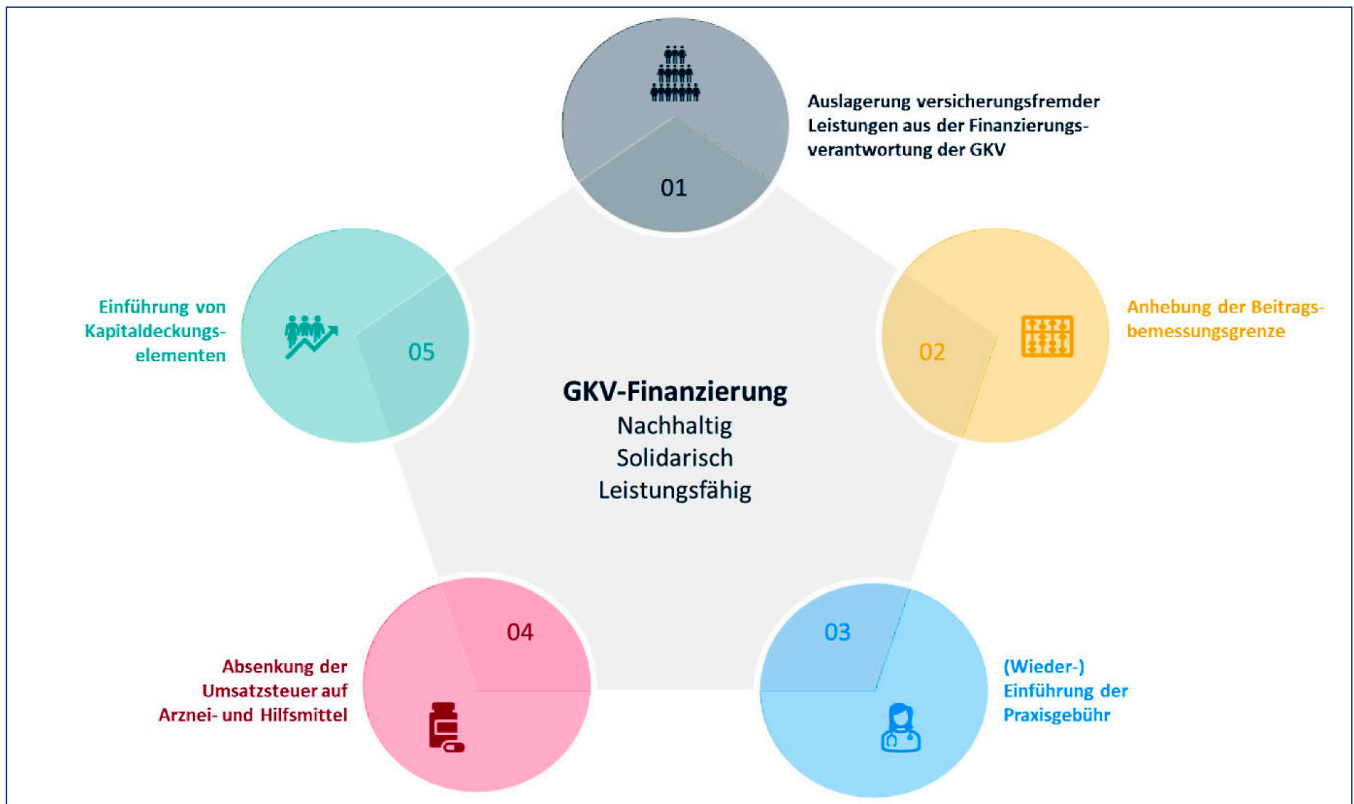 01
Auslagerung versicherungsfremder
Leistungen aus der Finanzierungs-
verantwortung der GKV
02
Anhebung der Beitrags-
bemessungsgrenze
03
(Wieder-)
Einführung der
Praxisgebühr
04
Absenkung der
Umsatzsteuer auf
Arznei- und Hilfsmittel
05
Einführung von
Kapitaldeckungs-
elementen
GKV-Finanzierung
Nachhaltig
Solidarisch
Leistungsfähig